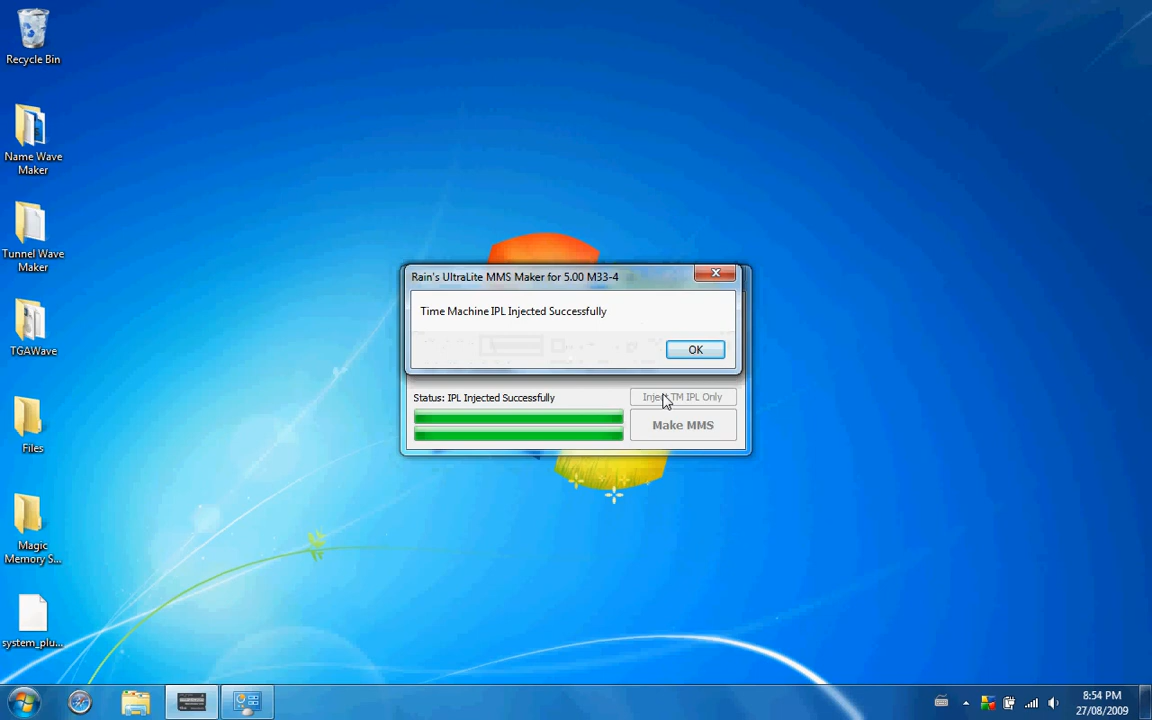 Recycle Bin
Name Wave
Maker
Tunnel Wave
Maker
TGAWave
Files
Magic
Memory S...
system_plu...
Rain's UltraLite MMS Maker for 5.00 M33-4
Time Machine IPL Injected Successfully
OK
Status: IPL Injected Successfully
Inject TM IPL Only
Make MMS
8:54 PM
27/08/2009